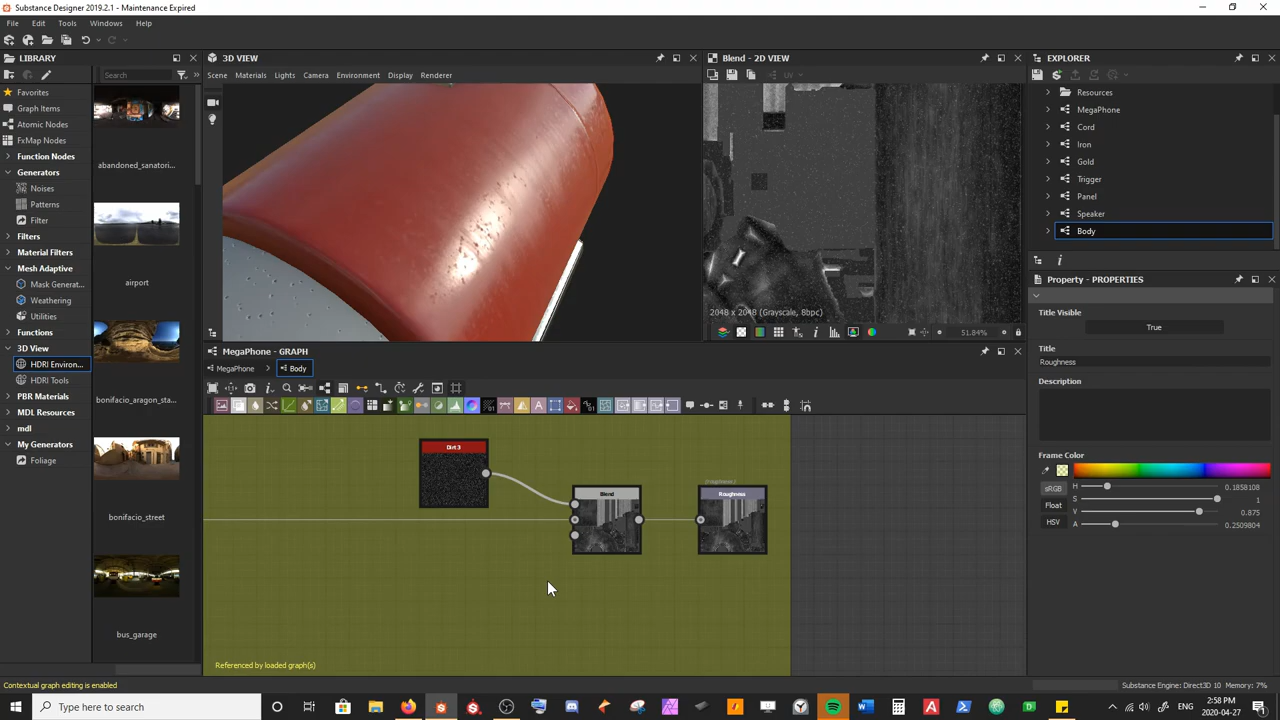 Substance Designer 2019.2.1 - Maintenance Expired
File Edit Tools Windows Help
LIBRARY
Search
Favorites
Graph Items
Atomic Nodes
FxMap Nodes
Function Nodes
Generators
Noises
Patterns
Filter
Filters
Material Filters
Mesh Adaptive
Mask Generat...
Weathering
Utilities
Functions
3D View
HDRI Environ...
HDRI Tools
PBR Materials
MDL Resources
mdl
My Generators
Foliage
abandoned_sanatori...
airport
bonifacio_aragon_sta...
bonifacio_street
bus_garage
3D VIEW
Scene Materials Lights Camera Environment Display Renderer
Blend - 2D VIEW
UV
2048 x 2048 (Grayscale, 8bpc)
51.84%
MegaPhone - GRAPH
MegaPhone > Body
Dirt 3
Blend
Roughness
Referenced by loaded graph(s)
EXPLORER
Resources
MegaPhone
Cord
Iron
Gold
Trigger
Panel
Speaker
Body
Property - PROPERTIES
Title Visible
True
Title
Roughness
Description
Frame Color
sRGB
Float
HSV
H 0.1858108
S 1
V 0.875
A 0.2509804
Contextual graph editing is enabled
Substance Engine: Direct3D 10 Memory: 7%
Type here to search
2:58 PM
2020-04-27